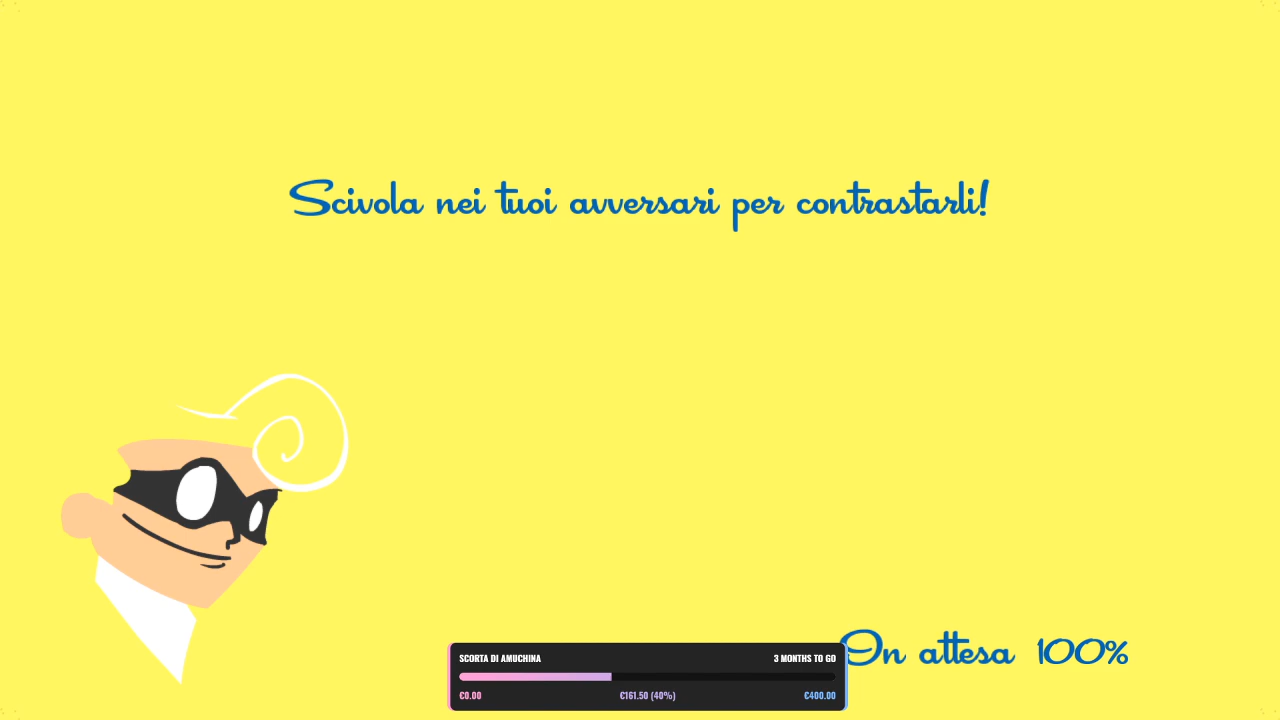 Scivola nei tuoi avversari per contrastarli!
In attesa 100%
SCORTA DI AMUCHINA 3 MONTHS TO GO
€0.00 €161.50 (40%) €400.00